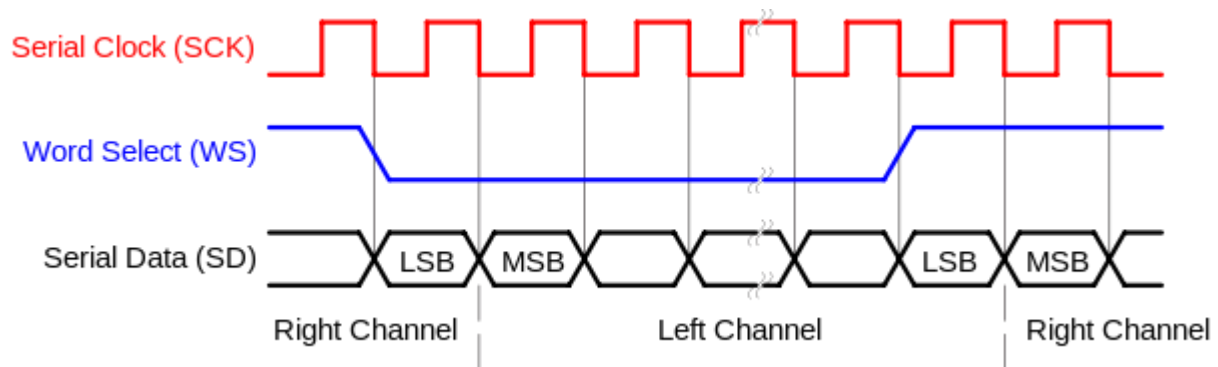 Serial Clock (SCK)
Word Select (WS)
Serial Data (SD)
LSB
MSB
LSB
MSB
Right Channel
Left Channel
Right Channel